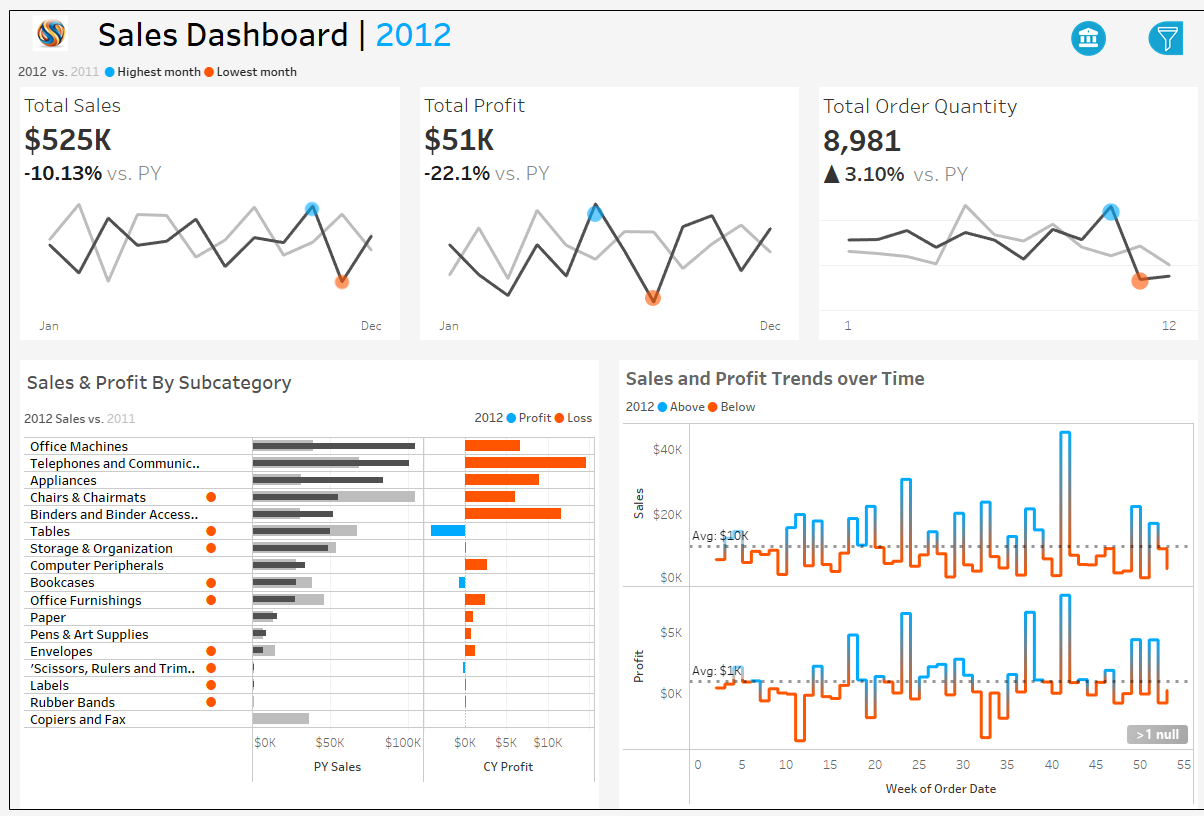 Sales Dashboard | 2012
2012 vs. 2011 Highest month Lowest month
Total Sales
$525K
-10.13% vs. PY
Jan Dec
Total Profit
$51K
-22.1% vs. PY
Jan Dec
Total Order Quantity
8,981
▲ 3.10% vs. PY
1 12
Sales & Profit By Subcategory
2012 Sales vs. 2011
2012 Profit Loss
Office Machines
Telephones and Communic..
Appliances
Chairs & Chairmats
Binders and Binder Access..
Tables
Storage & Organization
Computer Peripherals
Bookcases
Office Furnishings
Paper
Pens & Art Supplies
Envelopes
’Scissors, Rulers and Trim..
Labels
Rubber Bands
Copiers and Fax
$0K $50K $100K $0K $5K $10K
PY Sales CY Profit
Sales and Profit Trends over Time
2012 Above Below
$40K
Sales
$20K
Avg: $10K
$0K
$5K
Profit
Avg: $1K
$0K
>1 null
0 5 10 15 20 25 30 35 40 45 50 55
Week of Order Date